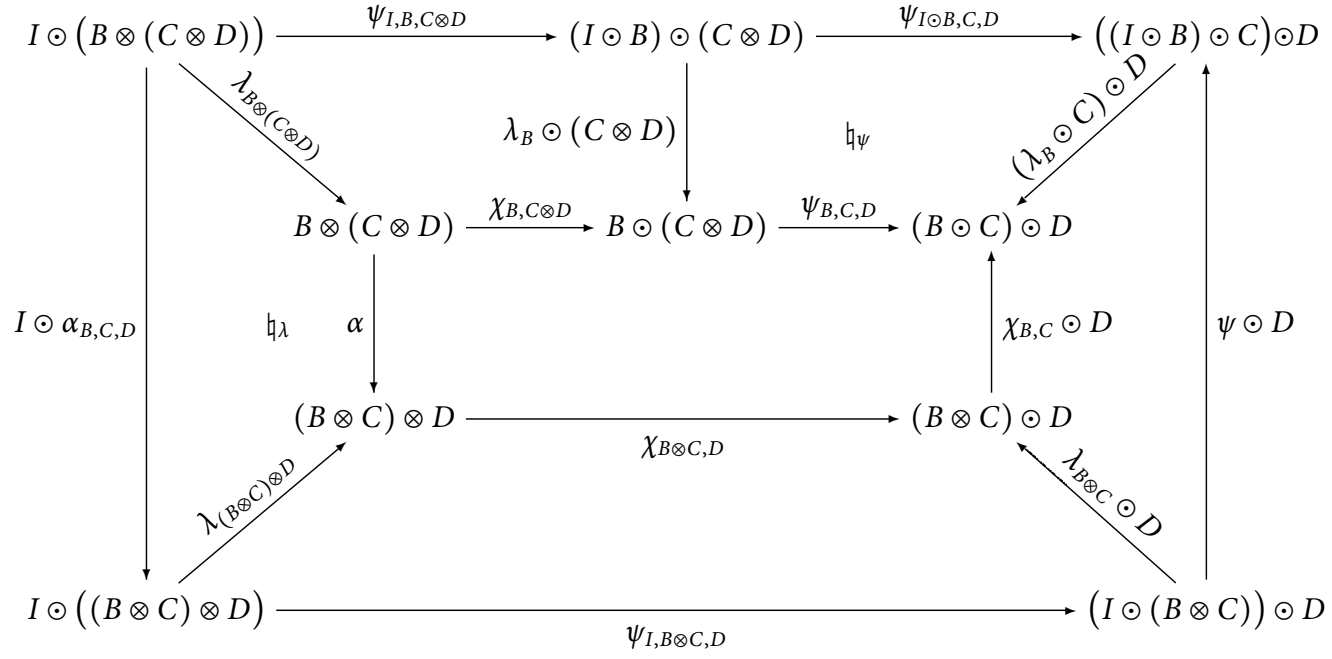 I ⊙ (B ⊗ (C ⊗ D)) ψ_{I,B,C⊗D} (I ⊙ B) ⊙ (C ⊗ D) ψ_{I⊙B,C,D} ((I ⊙ B) ⊙ C)⊙D
λ_{B⊗(C⊗D)} λ_B ⊙ (C ⊗ D) ♮_ψ (λ_B ⊙ C) ⊙ D
B ⊗ (C ⊗ D) χ_{B,C⊗D} B ⊙ (C ⊗ D) ψ_{B,C,D} (B ⊙ C) ⊙ D
I ⊙ α_{B,C,D} ♮_λ α χ_{B,C} ⊙ D ψ ⊙ D
(B ⊗ C) ⊗ D χ_{B⊗C,D} (B ⊗ C) ⊙ D
λ_{(B⊗C)⊗D} λ_{B⊗C} ⊙ D
I ⊙ ((B ⊗ C) ⊗ D) ψ_{I,B⊗C,D} (I ⊙ (B ⊗ C)) ⊙ D